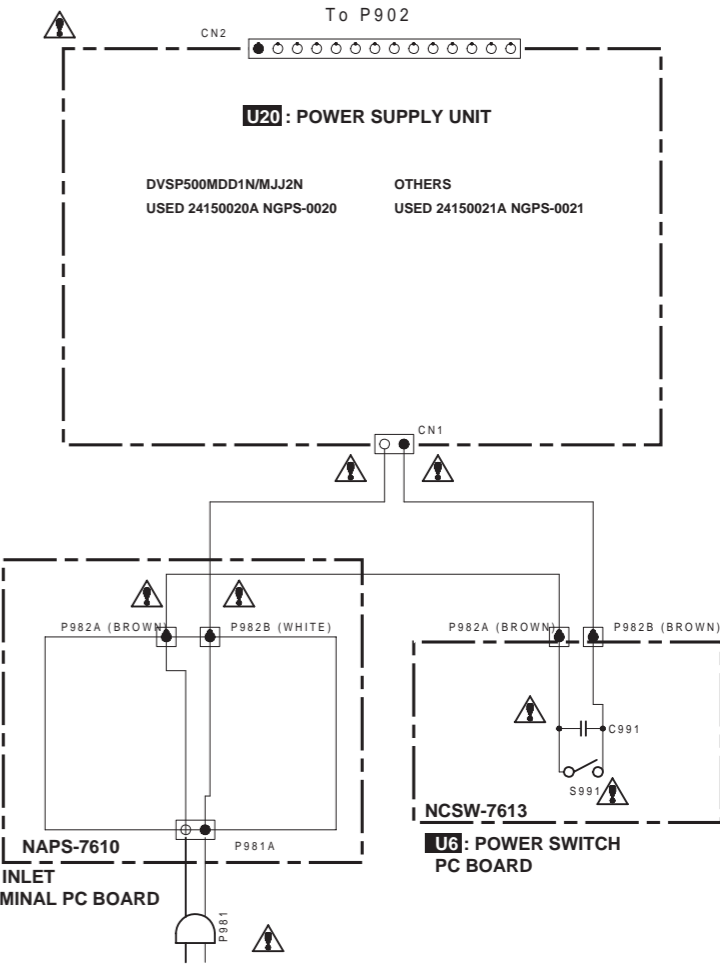 To P902
CN2
U20 : POWER SUPPLY UNIT
DVSP500MDD1N/MJJ2N
USED 24150020A NGPS-0020
OTHERS
USED 24150021A NGPS-0021
CN1
P982A (BROWN)
P982B (WHITE)
P982A (BROWN)
P982B (BROWN)
C991
S991
NCSW-7613
U6 : POWER SWITCH
PC BOARD
NAPS-7610
P981A
INLET
MINAL PC BOARD
P981